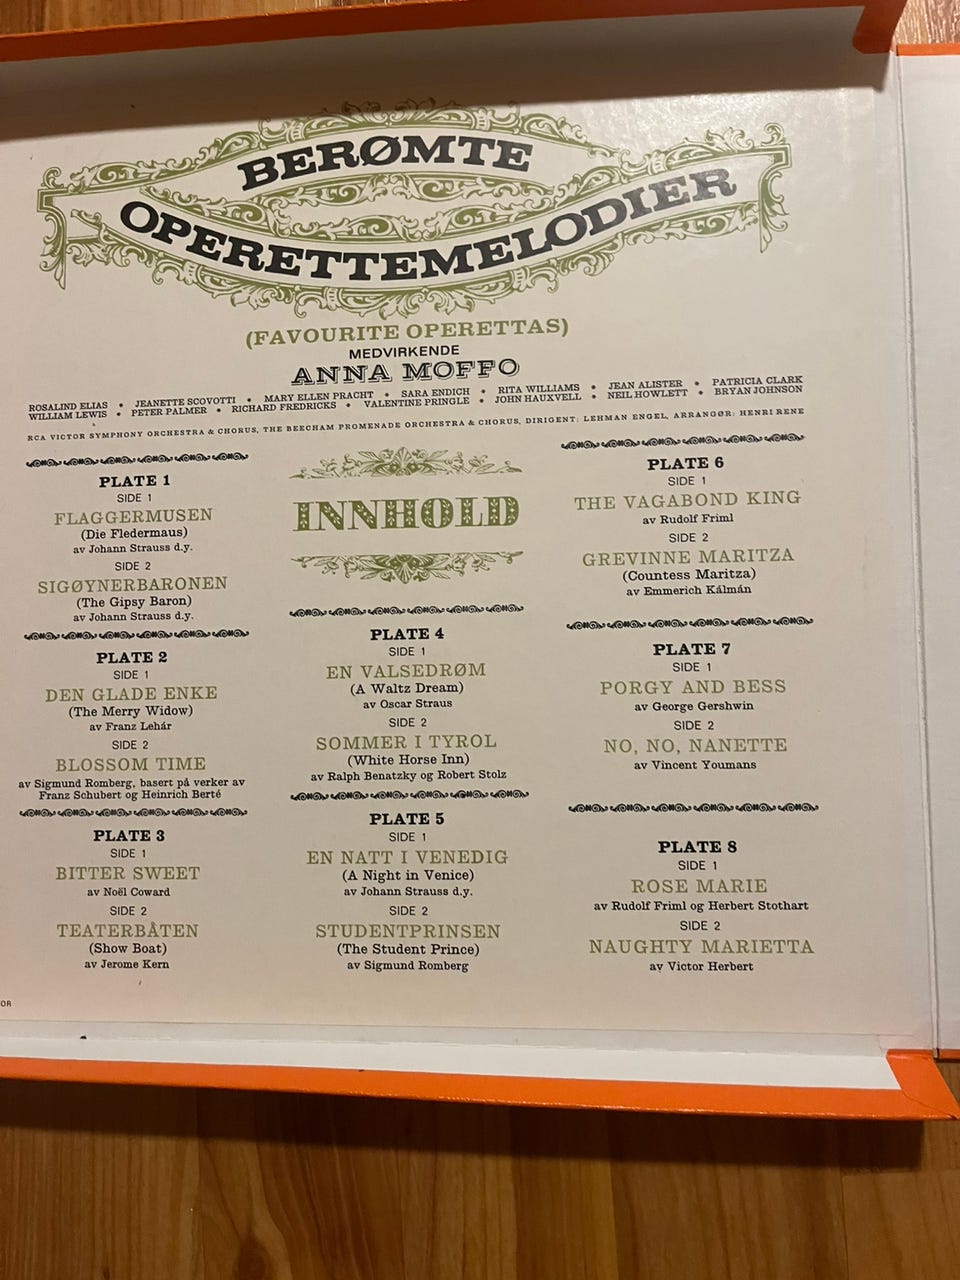 BERØMTE
OPERETTEMELODIER
(FAVOURITE OPERETTAS)
MEDVIRKENDE
ANNA MOFFO
ROSALIND ELIAS • JEANETTE SCOVOTTI • MARY ELLEN PRACHT • SARA ENDICH • RITA WILLIAMS • JEAN ALISTER • PATRICIA CLARK
WILLIAM LEWIS • PETER PALMER • RICHARD FREDRICKS • VALENTINE PRINGLE • JOHN HAUXVELL • NEIL HOWLETT • BRYAN JOHNSON
RCA VICTOR SYMPHONY ORCHESTRA & CHORUS, THE BEECHAM PROMENADE ORCHESTRA & CHORUS, DIRIGENT: LEHMAN ENGEL, ARRANGØR: HENRI RENE
PLATE 1
SIDE 1
FLAGGERMUSEN
(Die Fledermaus)
av Johann Strauss d.y.
SIDE 2
SIGØYNERBARONEN
(The Gipsy Baron)
av Johann Strauss d.y.
PLATE 2
SIDE 1
DEN GLADE ENKE
(The Merry Widow)
av Franz Lehár
SIDE 2
BLOSSOM TIME
av Sigmund Romberg, basert på verker av
Franz Schubert og Heinrich Berté
PLATE 3
SIDE 1
BITTER SWEET
av Noël Coward
SIDE 2
TEATERBÅTEN
(Show Boat)
av Jerome Kern
INNHOLD
PLATE 4
SIDE 1
EN VALSEDRØM
(A Waltz Dream)
av Oscar Straus
SIDE 2
SOMMER I TYROL
(White Horse Inn)
av Ralph Benatzky og Robert Stolz
PLATE 5
SIDE 1
EN NATT I VENEDIG
(A Night in Venice)
av Johann Strauss d.y.
SIDE 2
STUDENTPRINSEN
(The Student Prince)
av Sigmund Romberg
PLATE 6
SIDE 1
THE VAGABOND KING
av Rudolf Friml
SIDE 2
GREVINNE MARITZA
(Countess Maritza)
av Emmerich Kálmán
PLATE 7
SIDE 1
PORGY AND BESS
av George Gershwin
SIDE 2
NO, NO, NANETTE
av Vincent Youmans
PLATE 8
SIDE 1
ROSE MARIE
av Rudolf Friml og Herbert Stothart
SIDE 2
NAUGHTY MARIETTA
av Victor Herbert